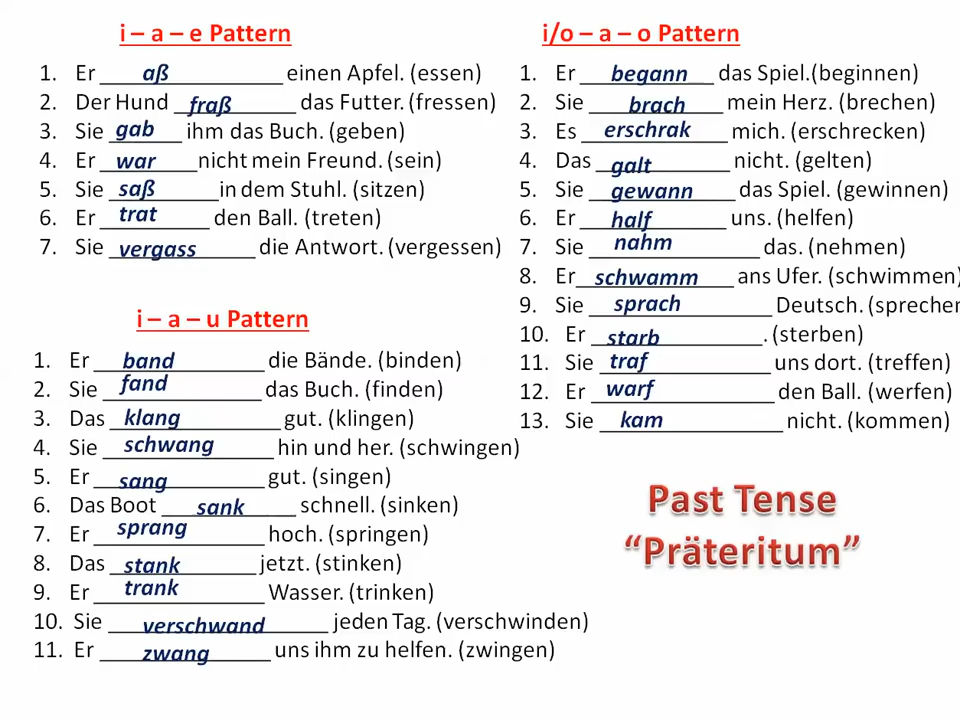 i – a – e Pattern
1. Er aß einen Apfel. (essen)
2. Der Hund fraß das Futter. (fressen)
3. Sie gab ihm das Buch. (geben)
4. Er war nicht mein Freund. (sein)
5. Sie saß in dem Stuhl. (sitzen)
6. Er trat den Ball. (treten)
7. Sie vergass die Antwort. (vergessen)
i – a – u Pattern
1. Er band die Bände. (binden)
2. Sie fand das Buch. (finden)
3. Das klang gut. (klingen)
4. Sie schwang hin und her. (schwingen)
5. Er sang gut. (singen)
6. Das Boot sank schnell. (sinken)
7. Er sprang hoch. (springen)
8. Das stank jetzt. (stinken)
9. Er trank Wasser. (trinken)
10. Sie verschwand jeden Tag. (verschwinden)
11. Er zwang uns ihm zu helfen. (zwingen)
i/o – a – o Pattern
1. Er begann das Spiel.(beginnen)
2. Sie brach mein Herz. (brechen)
3. Es erschrak mich. (erschrecken)
4. Das galt nicht. (gelten)
5. Sie gewann das Spiel. (gewinnen)
6. Er half uns. (helfen)
7. Sie nahm das. (nehmen)
8. Er schwamm ans Ufer. (schwimmen)
9. Sie sprach Deutsch. (sprechen
10. Er starb . (sterben)
11. Sie traf uns dort. (treffen)
12. Er warf den Ball. (werfen)
13. Sie kam nicht. (kommen)
Past Tense
“Präteritum”